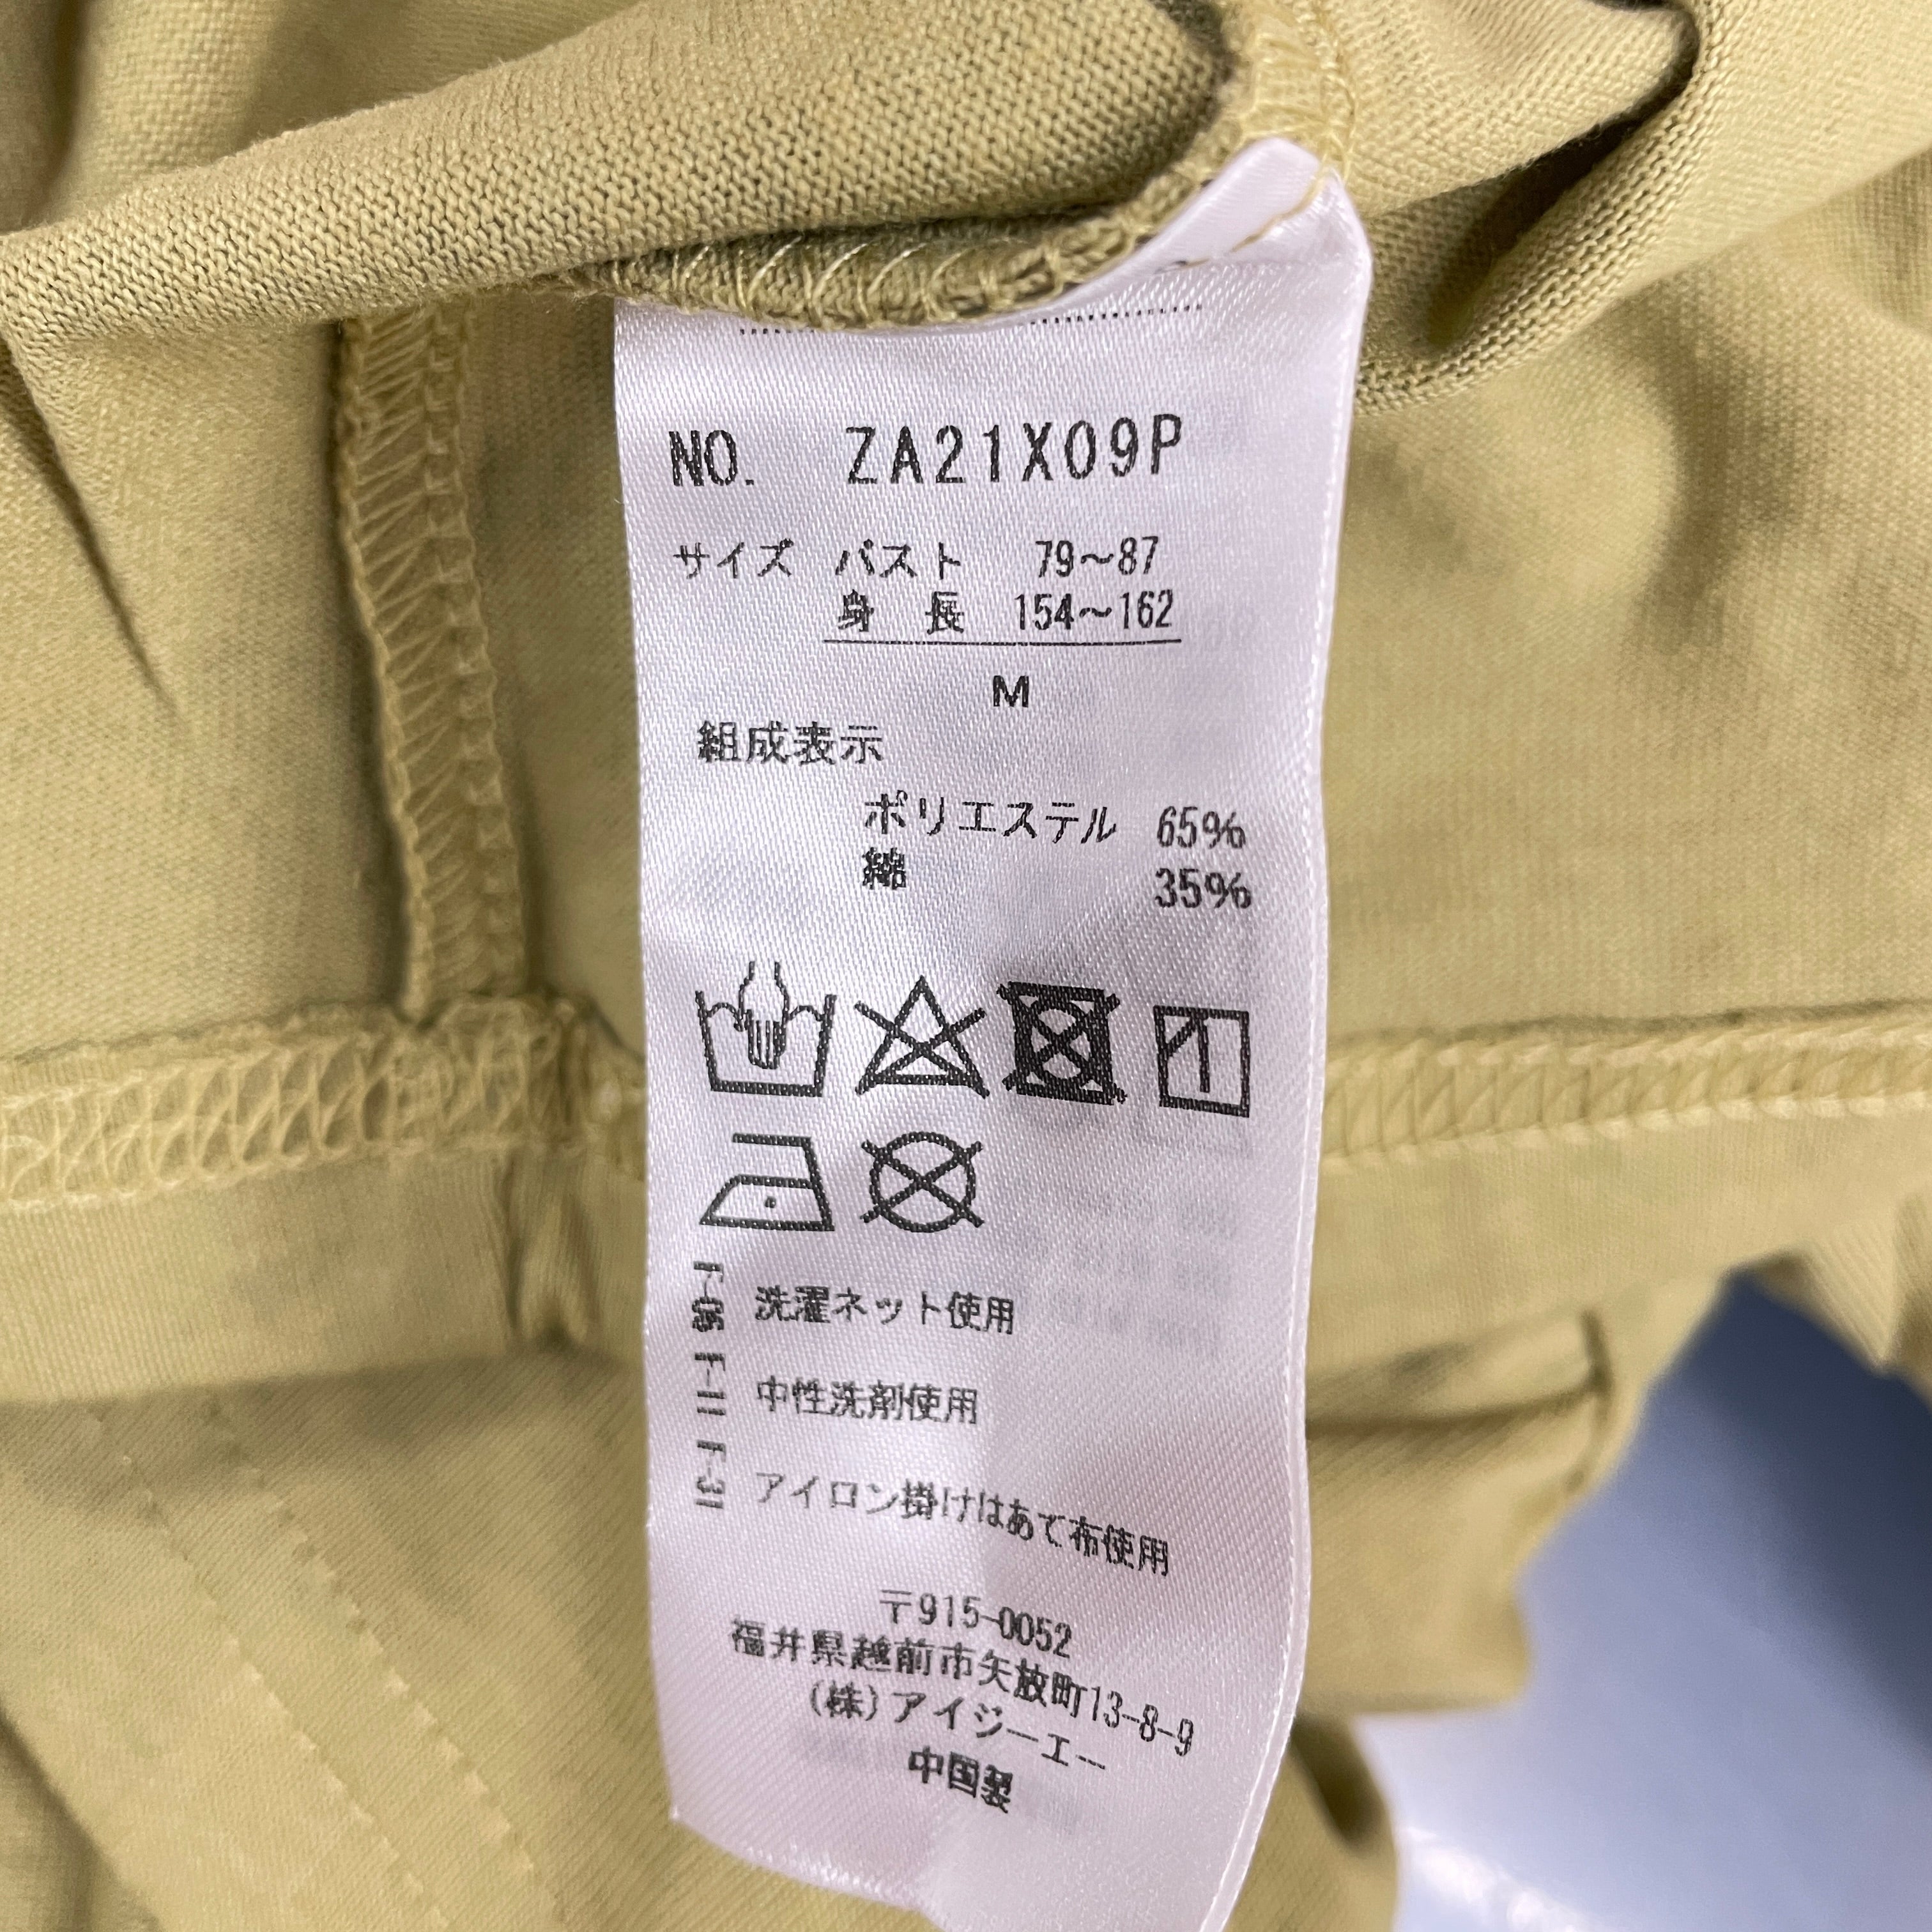 NO. ZA21X09P
サイズ バスト 79～87
身 長 154～162
M
組成表示
ポリエステル 65%
綿 35%
F-06 洗濯ネット使用
F-11 中性洗剤使用
F-31 アイロン掛けはあて布使用
〒915-0052
福井県越前市矢放町13-8-9
(株)アイジーエー
中国製